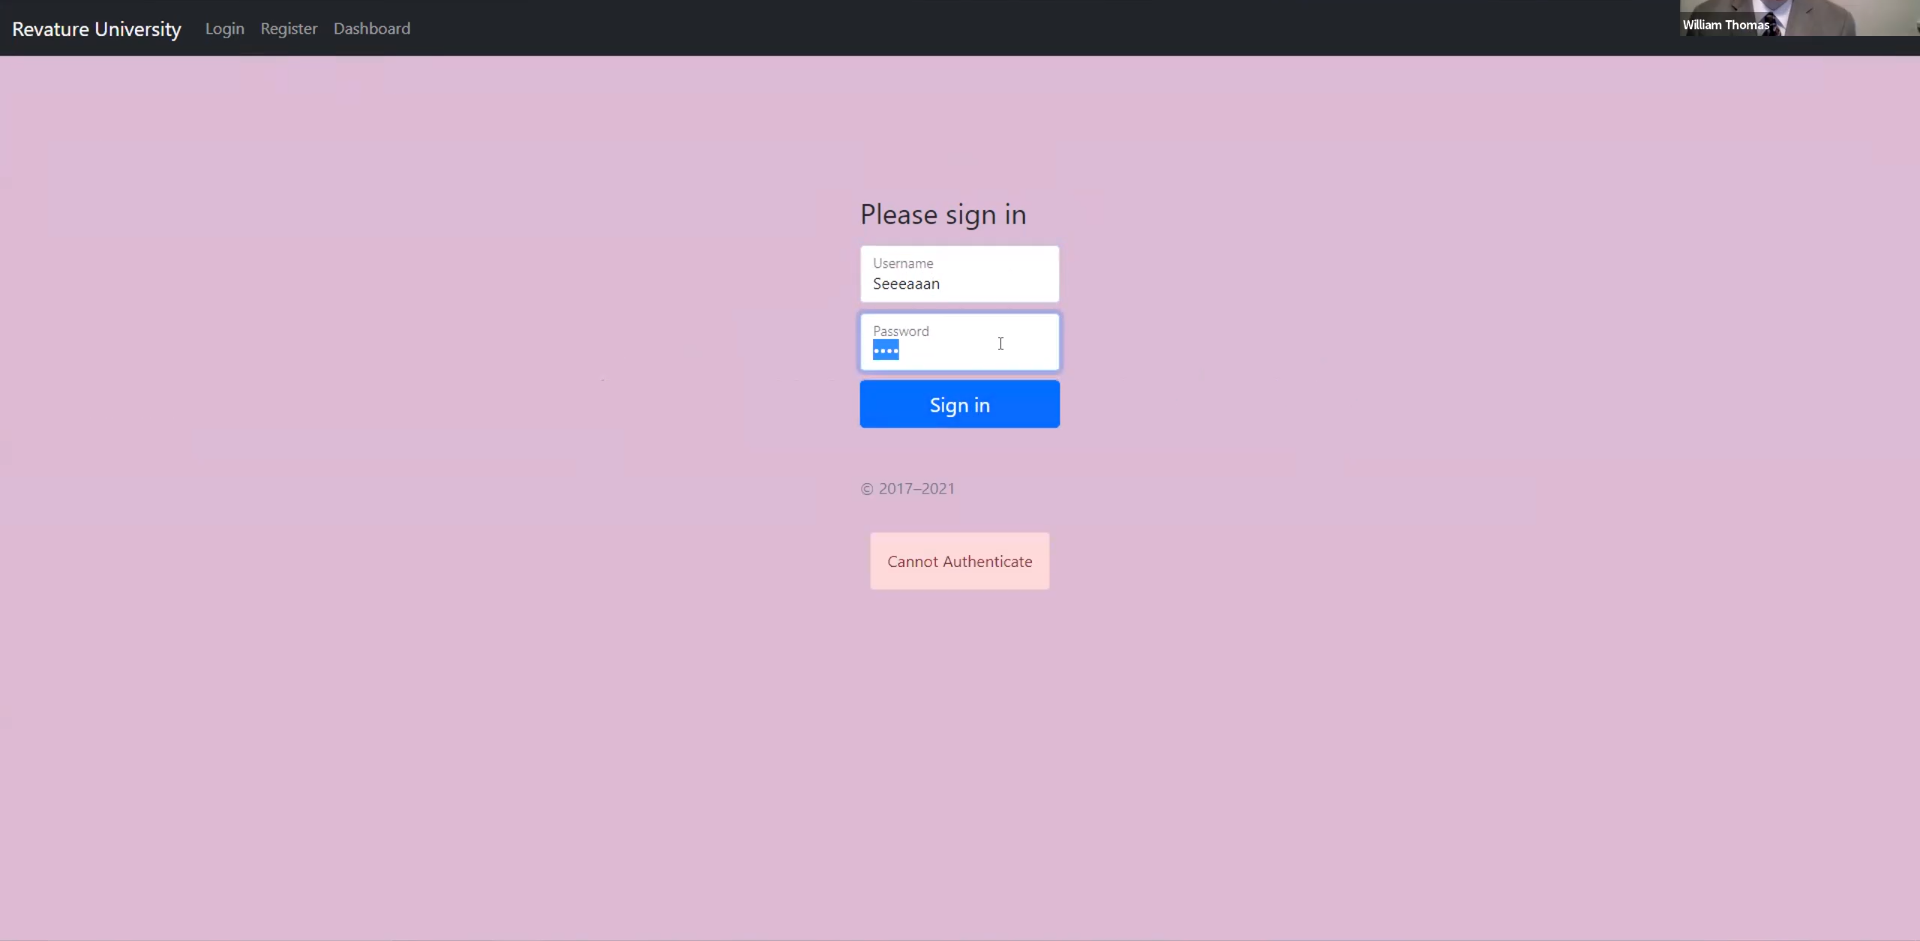 Revature University Login Register Dashboard
William Thomas
Please sign in
Username
Seeeaaan
Password
••••
Sign in
© 2017–2021
Cannot Authenticate